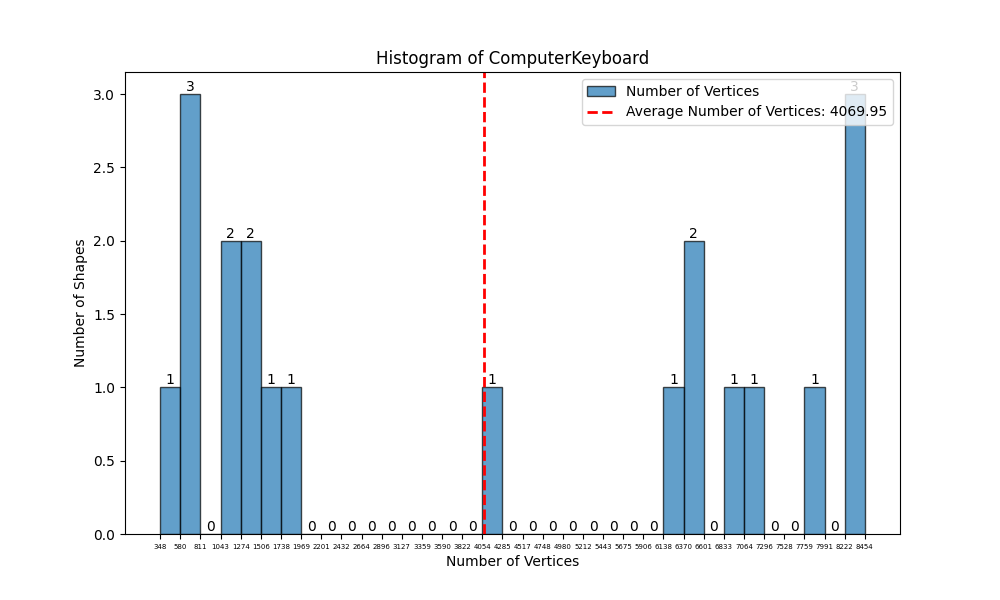 Histogram of ComputerKeyboard
Number of Vertices
Average Number of Vertices: 4069.95
Number of Shapes
3.0
2.5
2.0
1.5
1.0
0.5
0.0
1 3 0 2 2 1 1 0 0 0 0 0 0 0 0 0 1 0 0 0 0 0 0 0 0 1 2 0 1 1 0 0 1 0 3
348 580 811 1043 1274 1506 1738 1969 2201 2432 2664 2896 3127 3359 3590 3822 4054 4285 4517 4748 4980 5212 5443 5675 5906 6138 6370 6601 6833 7064 7296 7528 7759 7991 8222 8454
Number of Vertices